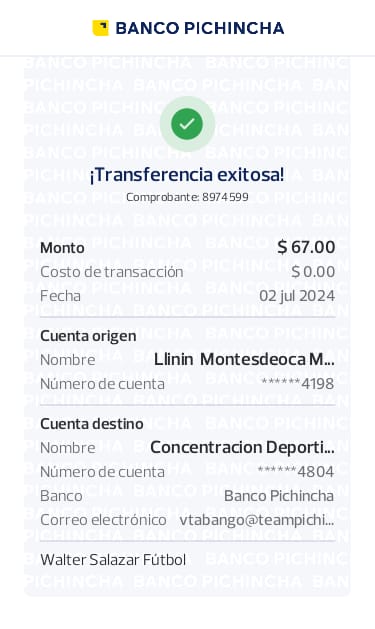 BANCO PICHINCHA
¡Transferencia exitosa!
Comprobante: 8974599
Monto $ 67.00
Costo de transacción $ 0.00
Fecha 02 jul 2024
Cuenta origen
Nombre Llinin Montesdeoca M...
Número de cuenta ******4198
Cuenta destino
Nombre Concentracion Deporti...
Número de cuenta ******4804
Banco Banco Pichincha
Correo electrónico vtabango@teampichi...
Walter Salazar Fútbol